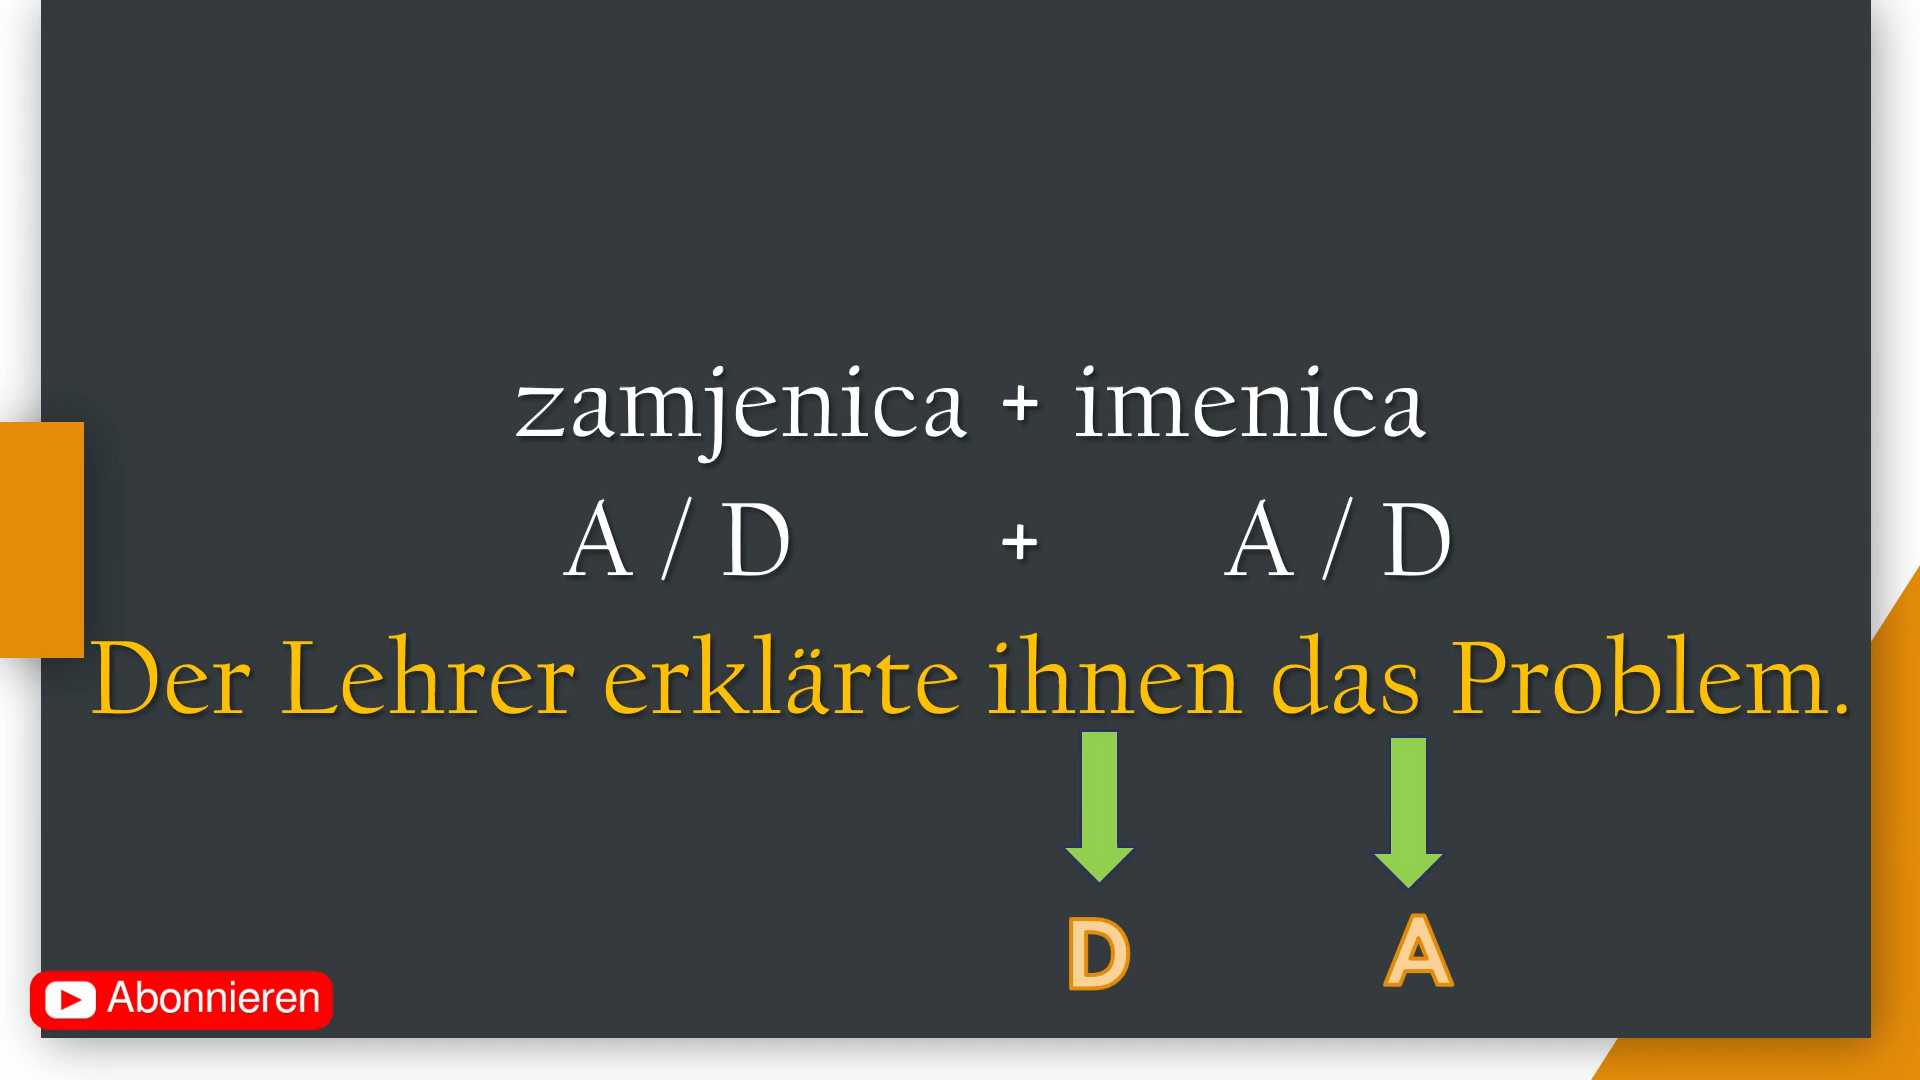 zamjenica + imenica
A / D + A / D
Der Lehrer erklärte ihnen das Problem.
D A
Abonnieren